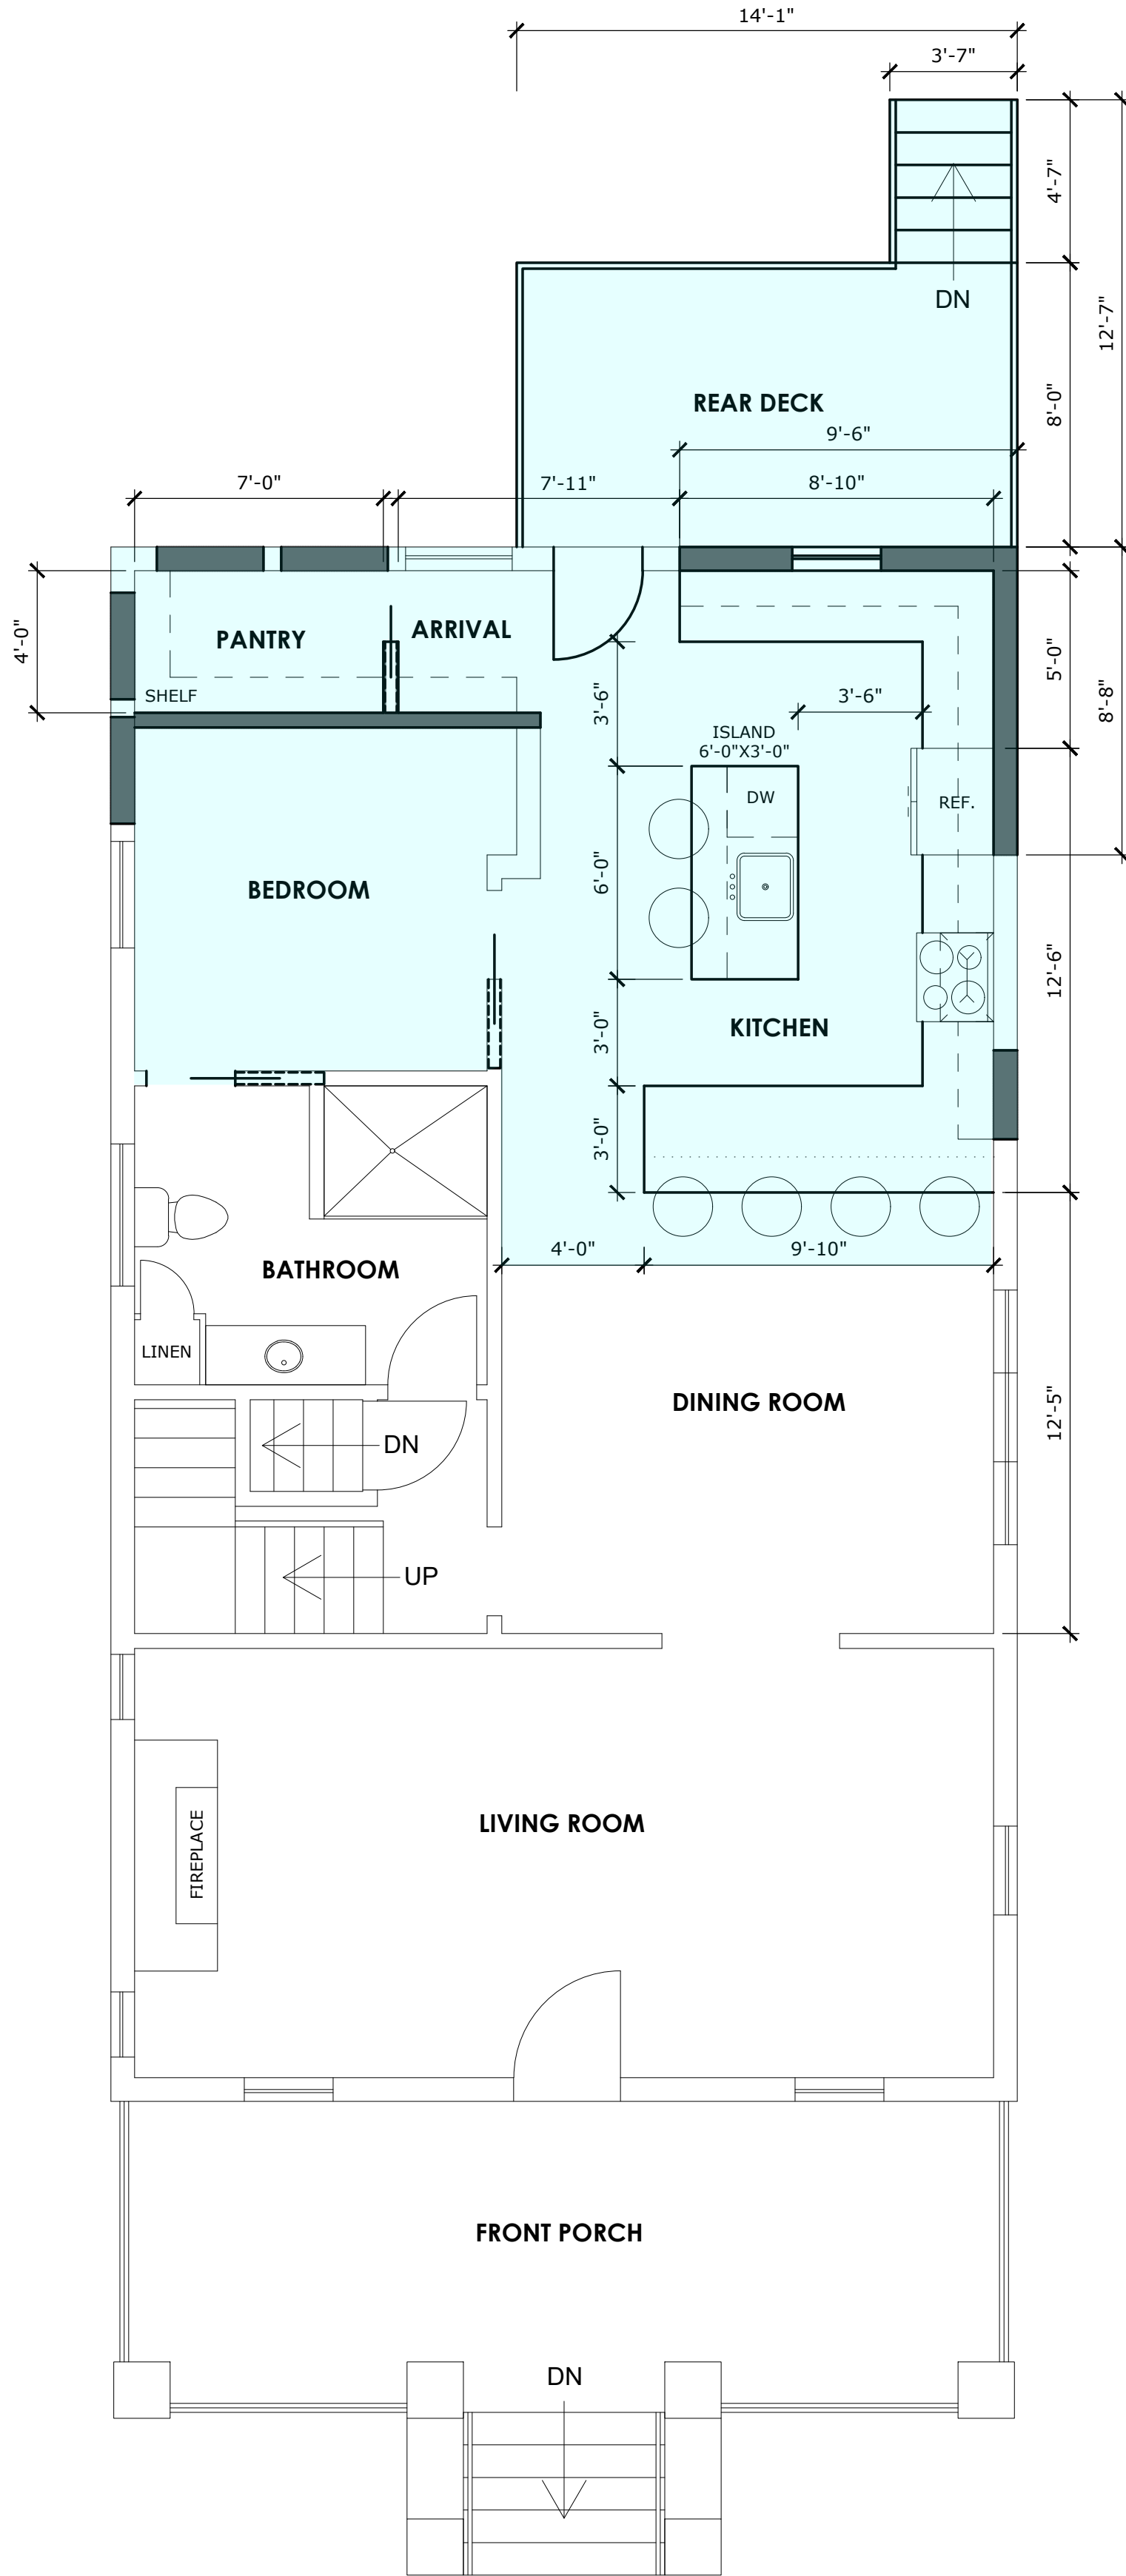 14'-1"
3'-7"
4'-7"
12'-7"
DN
8'-0"
REAR DECK
9'-6"
7'-0"
7'-11"
8'-10"
4'-0"
PANTRY
ARRIVAL
5'-0"
SHELF
3'-6"
3'-6"
8'-8"
ISLAND
6'-0"X3'-0"
DW
REF.
BEDROOM
6'-0"
12'-6"
KITCHEN
3'-0"
3'-0"
4'-0"
9'-10"
BATHROOM
LINEN
DINING ROOM
12'-5"
DN
UP
LIVING ROOM
FIREPLACE
FRONT PORCH
DN